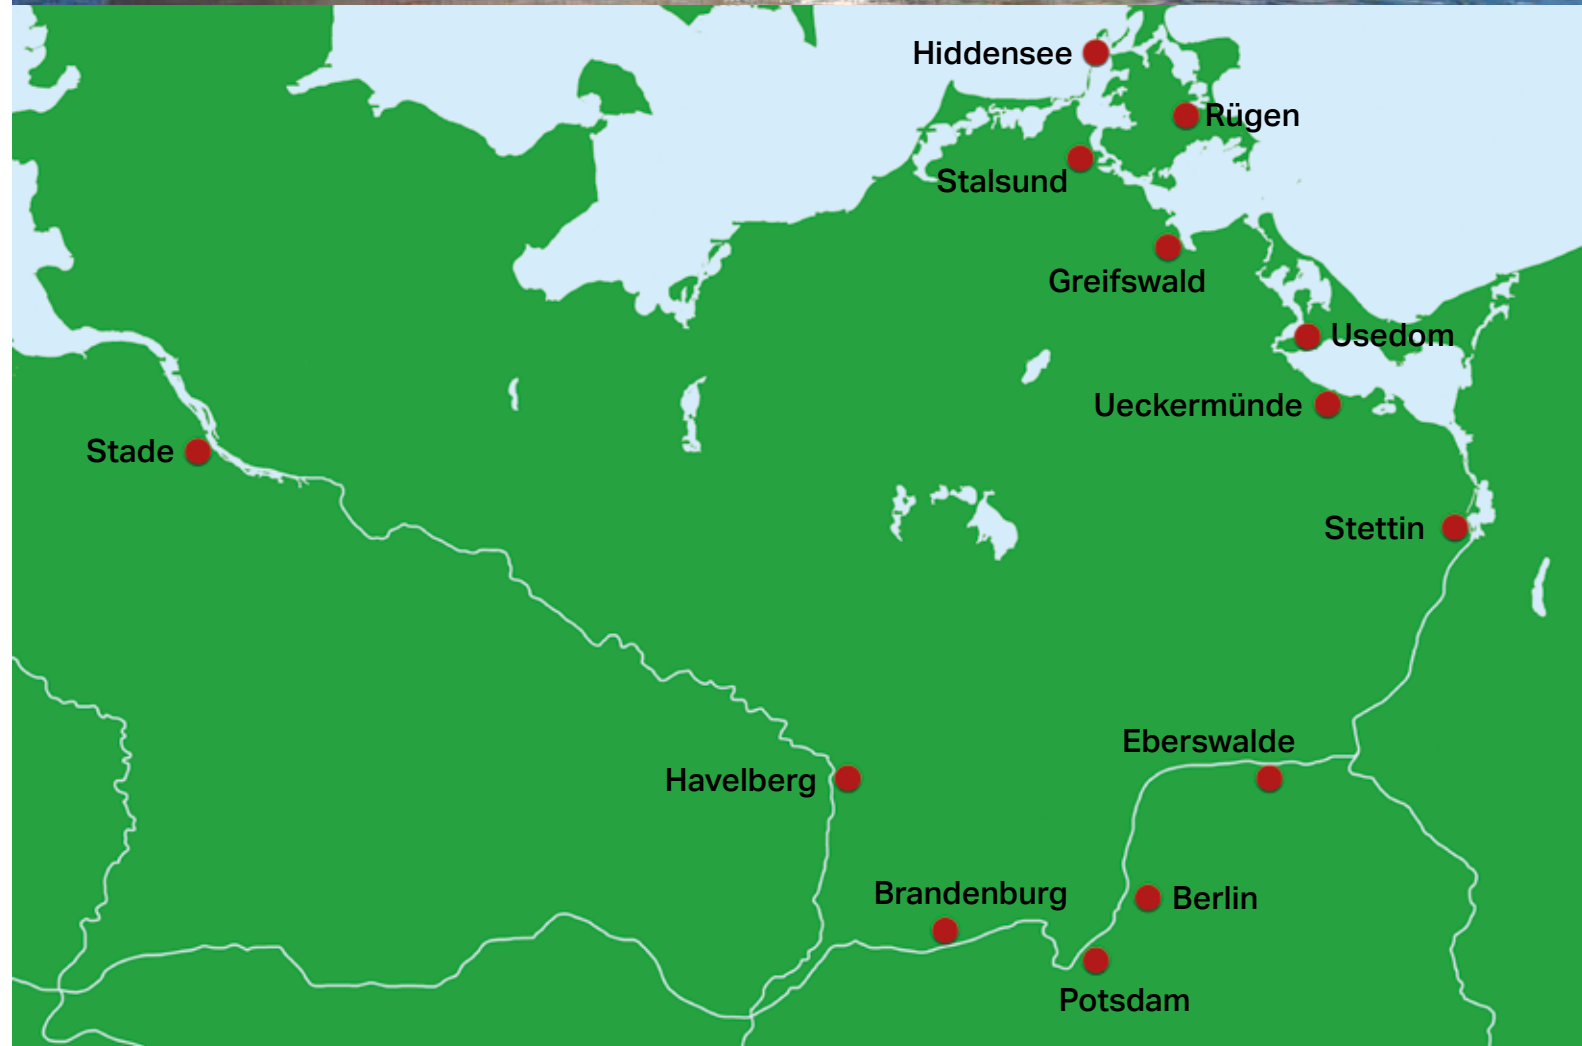 Hiddensee
Rügen
Stalsund
Greifswald
Usedom
Ueckermünde
Stade
Stettin
Eberswalde
Havelberg
Brandenburg
Berlin
Potsdam